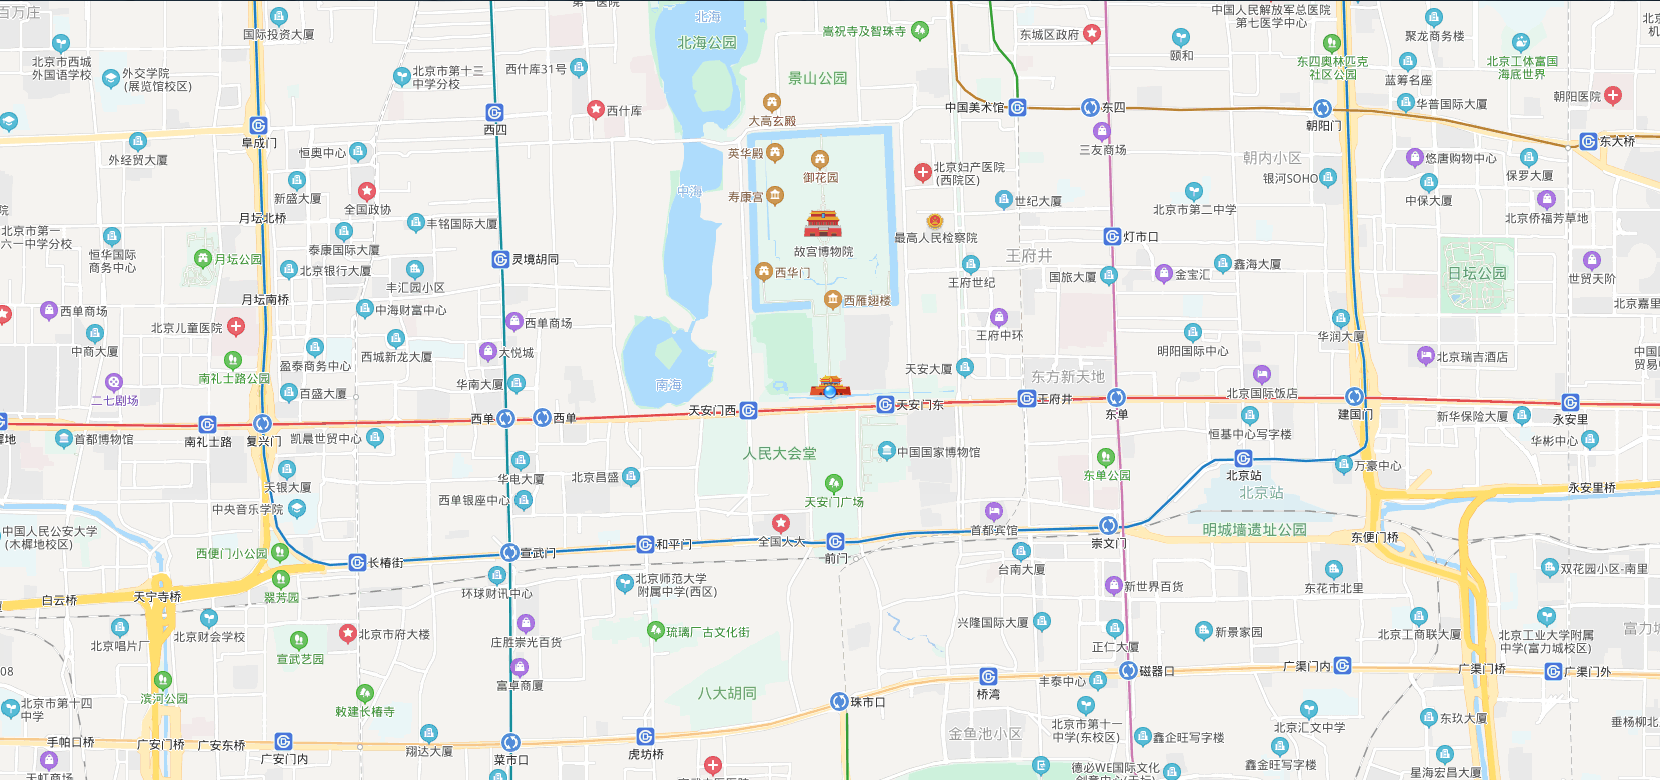 百万庄
国际投资大厦
第一医院
北海
北海公园
嵩祝寺及智珠寺
东城区政府
中国人民解放军总医院
第七医学中心
聚龙商务楼
北京市西城
外国语学校
外交学院
(展览馆校区)
北京市第十三
中学分校
西什库31号
景山公园
颐和
东四奥林匹克
社区公园
蓝筹名座
北京工体富国
海底世界
朝阳医院
西四
西什库
大高玄殿
中国美术馆
东四
朝阳门
华普国际大厦
阜成门
外经贸大厦
恒奥中心
英华殿
御花园
三友商场
朝内小区
悠唐购物中心
东大桥
保罗大厦
新盛大厦
全国政协
中海
寿康宫
北京妇产医院
(西院区)
世纪大厦
银河SOHO
北京市第二中学
中保大厦
北京侨福芳草地
月坛北桥
丰铭国际大厦
故宫博物院
最高人民检察院
灯市口
北京市第一
六一中学分校
恒华国际
商务中心
月坛公园
泰康国际大厦
北京银行大厦
灵境胡同
丰汇园小区
西华门
王府井
王府世纪
国旅大厦
金宝汇
鑫海大厦
日坛公园
世贸天阶
月坛南桥
西单商场
中海财富中心
西雁翅楼
北京嘉里
北京儿童医院
西单商场
王府中环
中商大厦
盈泰商务中心
西城新龙大厦
大悦城
明阳国际中心
华润大厦
北京瑞吉酒店
中国国
贸易中
南礼士路公园
二七剧场
百盛大厦
华南大厦
南海
天安大厦
东方新天地
北京国际饭店
南礼士路
复兴门
西单
西单
天安门西
天安门东
王府井
东单
建国门
新华保险大厦
永安里
首都博物馆
凯晨世贸中心
恒基中心写字楼
华彬中心
天银大厦
华电大厦
北京昌盛
人民大会堂
中国国家博物馆
东单公园
北京站
万豪中心
中央音乐学院
西单银座中心
天安门广场
北京站
永安里桥
中国人民公安大学
(木樨地校区)
西便门小公园
长椿街
宣武门
和平门
全国人大
前门
首都宾馆
崇文门
明城墙遗址公园
东便门桥
白云桥
天宁寺桥
翠芳园
环球财讯中心
北京师范大学
附属中学(西区)
台南大厦
新世界百货
东花市北里
双花园小区-南里
北京唱片厂
北京财会学校
宣武艺园
北京市府大楼
庄胜崇光百货
琉璃厂古文化街
兴隆国际大厦
正仁大厦
新景家园
北京工商联大厦
北京工业大学附属
中学(富力城校区)
富力城
08
滨河公园
富卓商厦
八大胡同
桥湾
丰泰中心
磁器口
广渠门内
广渠门桥
广渠门外
北京市第十四
中学
敕建长椿寺
珠市口
北京市第十一
中学(东校区)
北京汇文中学
东玖大厦
垂杨柳北
手帕口桥
广安门桥
广安东桥
广安门内
翔达大厦
菜市口
虎坊桥
金鱼池小区
鑫企旺写字楼
鑫金旺写字楼
天虹商场
德必WE国际文化
星海宏昌大厦